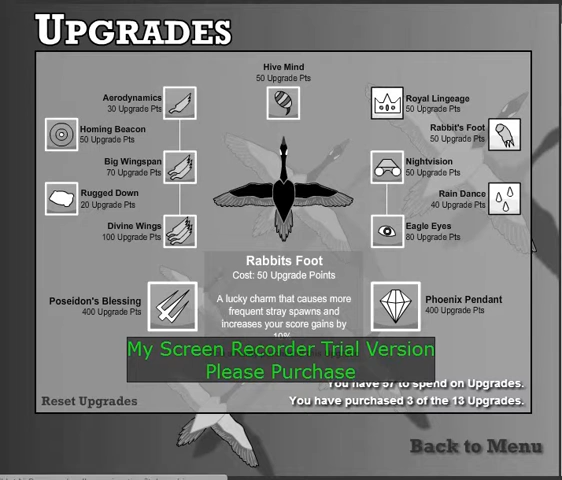 UPGRADES
Hive Mind
50 Upgrade Pts
Aerodynamics
30 Upgrade Pts
Royal Lingeage
50 Upgrade Pts
Homing Beacon
50 Upgrade Pts
Rabbit's Foot
50 Upgrade Pts
Big Wingspan
70 Upgrade Pts
Nightvision
50 Upgrade Pts
Rugged Down
20 Upgrade Pts
Rain Dance
40 Upgrade Pts
Divine Wings
100 Upgrade Pts
Eagle Eyes
80 Upgrade Pts
Rabbits Foot
Cost: 50 Upgrade Points
Poseidon's Blessing
400 Upgrade Pts
A lucky charm that causes more
frequent stray spawns and
increases your score gains by
10%
Phoenix Pendant
400 Upgrade Pts
My Screen Recorder Trial Version
Please Purchase
You have 57 to spend on Upgrades.
You have purchased 3 of the 13 Upgrades.
Reset Upgrades
Back to Menu